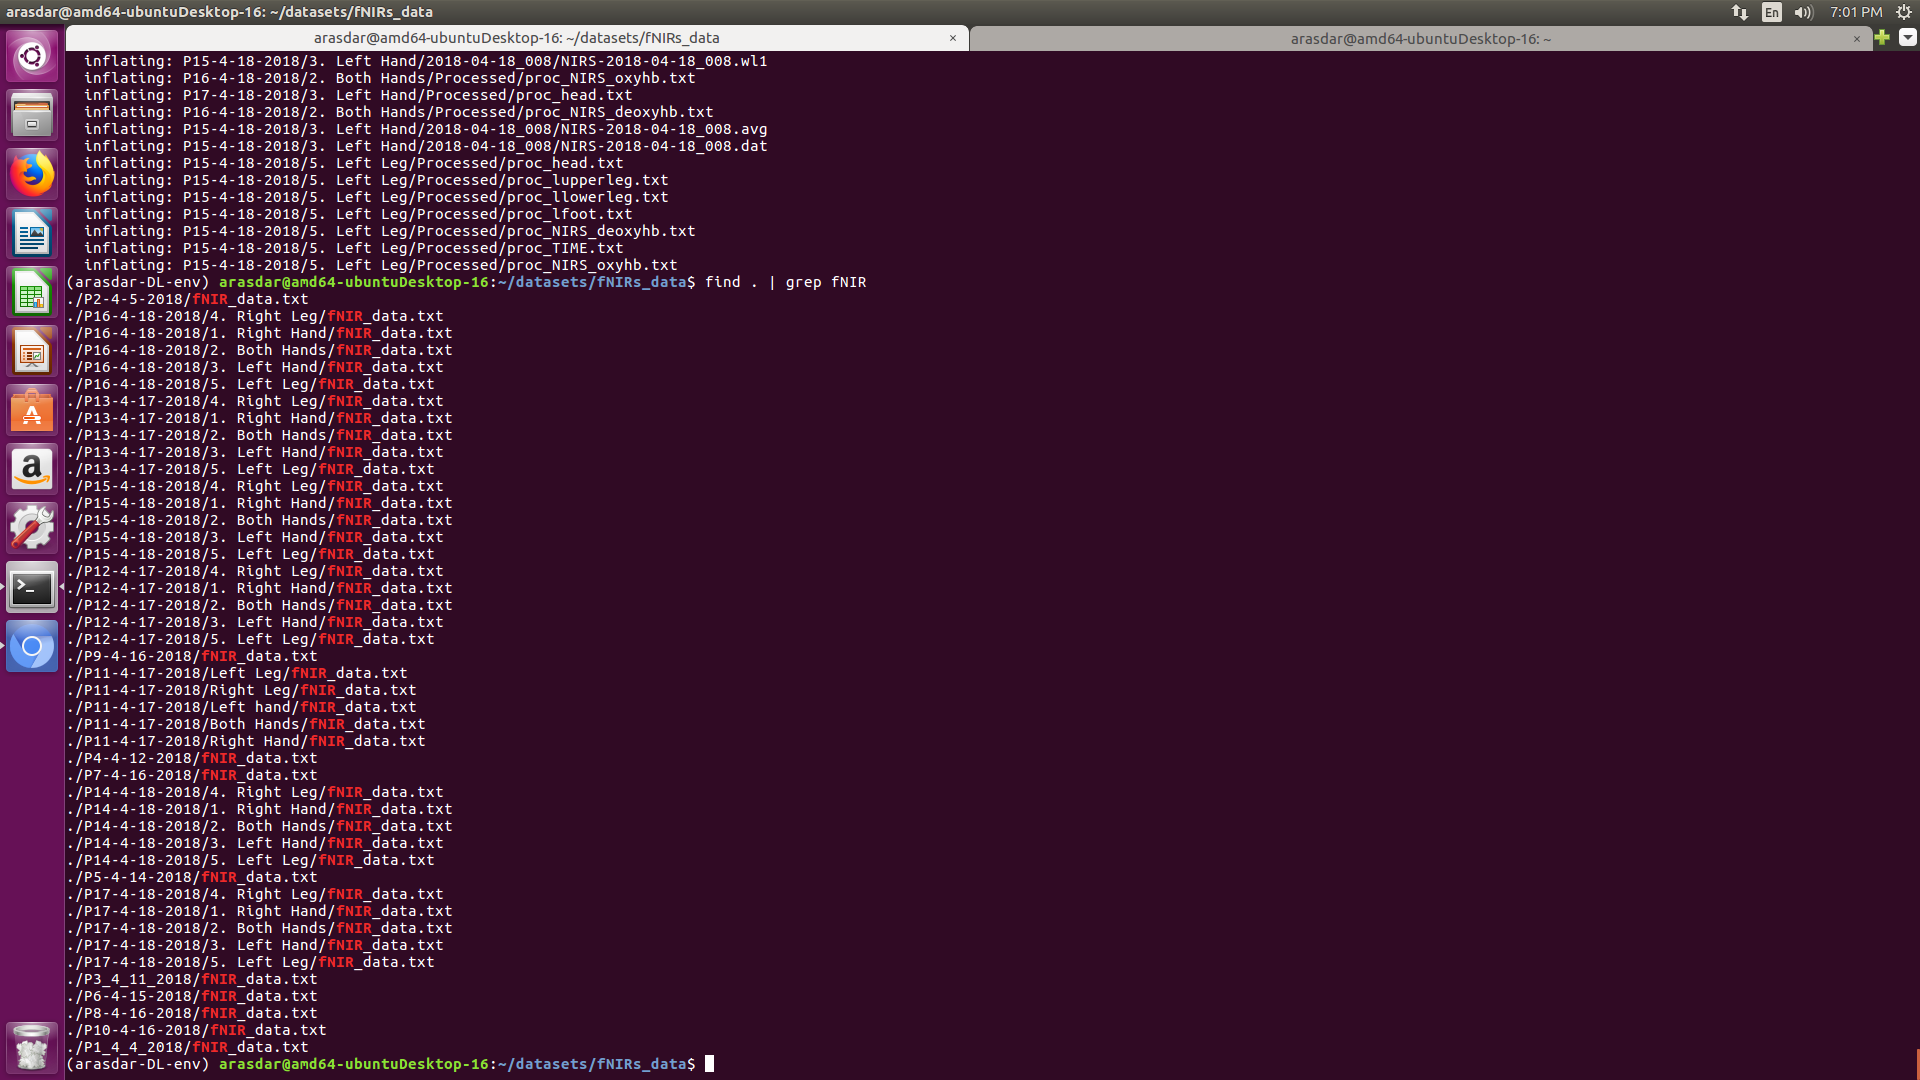 arasdar@amd64-ubuntuDesktop-16: ~/datasets/fNIRs_data
En
7:01 PM
arasdar@amd64-ubuntuDesktop-16: ~/datasets/fNIRs_data ×
arasdar@amd64-ubuntuDesktop-16: ~ ×
inflating: P15-4-18-2018/3. Left Hand/2018-04-18_008/NIRS-2018-04-18_008.wl1
inflating: P16-4-18-2018/2. Both Hands/Processed/proc_NIRS_oxyhb.txt
inflating: P17-4-18-2018/3. Left Hand/Processed/proc_head.txt
inflating: P16-4-18-2018/2. Both Hands/Processed/proc_NIRS_deoxyhb.txt
inflating: P15-4-18-2018/3. Left Hand/2018-04-18_008/NIRS-2018-04-18_008.avg
inflating: P15-4-18-2018/3. Left Hand/2018-04-18_008/NIRS-2018-04-18_008.dat
inflating: P15-4-18-2018/5. Left Leg/Processed/proc_head.txt
inflating: P15-4-18-2018/5. Left Leg/Processed/proc_lupperleg.txt
inflating: P15-4-18-2018/5. Left Leg/Processed/proc_llowerleg.txt
inflating: P15-4-18-2018/5. Left Leg/Processed/proc_lfoot.txt
inflating: P15-4-18-2018/5. Left Leg/Processed/proc_NIRS_deoxyhb.txt
inflating: P15-4-18-2018/5. Left Leg/Processed/proc_TIME.txt
inflating: P15-4-18-2018/5. Left Leg/Processed/proc_NIRS_oxyhb.txt
(arasdar-DL-env) arasdar@amd64-ubuntuDesktop-16:~/datasets/fNIRs_data$ find . | grep fNIR
./P2-4-5-2018/fNIR_data.txt
./P16-4-18-2018/4. Right Leg/fNIR_data.txt
./P16-4-18-2018/1. Right Hand/fNIR_data.txt
./P16-4-18-2018/2. Both Hands/fNIR_data.txt
./P16-4-18-2018/3. Left Hand/fNIR_data.txt
./P16-4-18-2018/5. Left Leg/fNIR_data.txt
./P13-4-17-2018/4. Right Leg/fNIR_data.txt
./P13-4-17-2018/1. Right Hand/fNIR_data.txt
./P13-4-17-2018/2. Both Hands/fNIR_data.txt
./P13-4-17-2018/3. Left Hand/fNIR_data.txt
./P13-4-17-2018/5. Left Leg/fNIR_data.txt
./P15-4-18-2018/4. Right Leg/fNIR_data.txt
./P15-4-18-2018/1. Right Hand/fNIR_data.txt
./P15-4-18-2018/2. Both Hands/fNIR_data.txt
./P15-4-18-2018/3. Left Hand/fNIR_data.txt
./P15-4-18-2018/5. Left Leg/fNIR_data.txt
./P12-4-17-2018/4. Right Leg/fNIR_data.txt
./P12-4-17-2018/1. Right Hand/fNIR_data.txt
./P12-4-17-2018/2. Both Hands/fNIR_data.txt
./P12-4-17-2018/3. Left Hand/fNIR_data.txt
./P12-4-17-2018/5. Left Leg/fNIR_data.txt
./P9-4-16-2018/fNIR_data.txt
./P11-4-17-2018/Left Leg/fNIR_data.txt
./P11-4-17-2018/Right Leg/fNIR_data.txt
./P11-4-17-2018/Left hand/fNIR_data.txt
./P11-4-17-2018/Both Hands/fNIR_data.txt
./P11-4-17-2018/Right Hand/fNIR_data.txt
./P4-4-12-2018/fNIR_data.txt
./P7-4-16-2018/fNIR_data.txt
./P14-4-18-2018/4. Right Leg/fNIR_data.txt
./P14-4-18-2018/1. Right Hand/fNIR_data.txt
./P14-4-18-2018/2. Both Hands/fNIR_data.txt
./P14-4-18-2018/3. Left Hand/fNIR_data.txt
./P14-4-18-2018/5. Left Leg/fNIR_data.txt
./P5-4-14-2018/fNIR_data.txt
./P17-4-18-2018/4. Right Leg/fNIR_data.txt
./P17-4-18-2018/1. Right Hand/fNIR_data.txt
./P17-4-18-2018/2. Both Hands/fNIR_data.txt
./P17-4-18-2018/3. Left Hand/fNIR_data.txt
./P17-4-18-2018/5. Left Leg/fNIR_data.txt
./P3_4_11_2018/fNIR_data.txt
./P6-4-15-2018/fNIR_data.txt
./P8-4-16-2018/fNIR_data.txt
./P10-4-16-2018/fNIR_data.txt
./P1_4_4_2018/fNIR_data.txt
(arasdar-DL-env) arasdar@amd64-ubuntuDesktop-16:~/datasets/fNIRs_data$